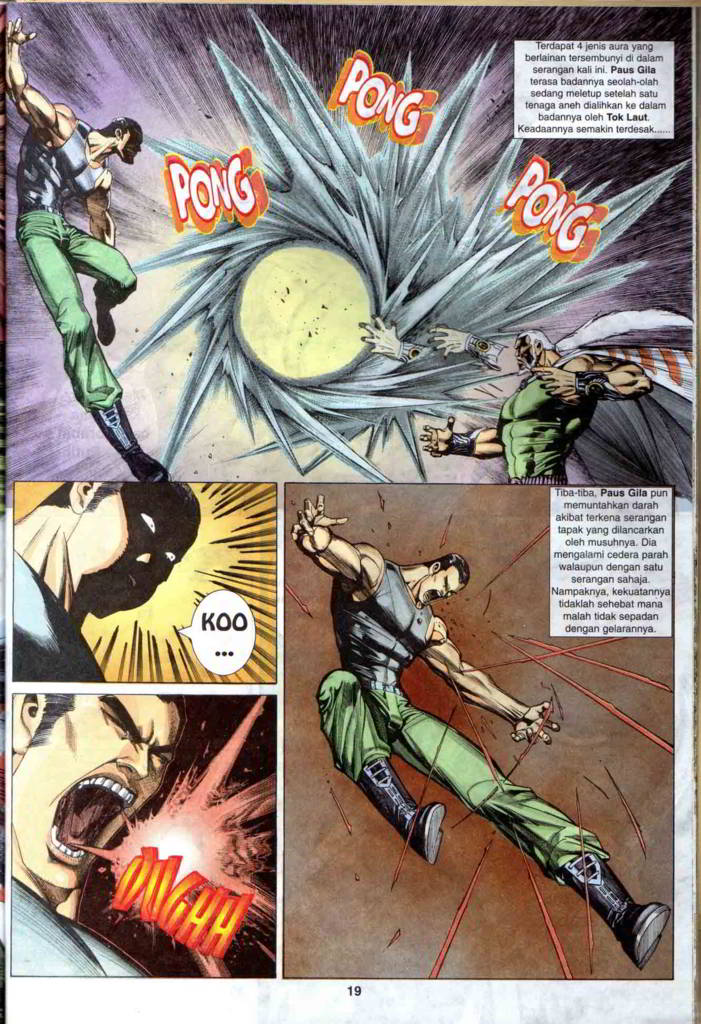 Terdapat 4 jenis aura yang
berlainan tersembunyi di dalam
serangan kali ini. Paus Gila
terasa badannya seolah-olah
sedang meletup setelah satu
tenaga aneh dialihkan ke dalam
badannya oleh Tok Laut.
Keadaannya semakin terdesak......
PONG
PONG
PONG
KOO
...
Tiba-tiba, Paus Gila pun
memuntahkan darah
akibat terkena serangan
tapak yang dilancarkan
oleh musuhnya. Dia
mengalami cedera parah
walaupun dengan satu
serangan sahaja.
Nampaknya, kekuatannya
tidaklah sehebat mana
malah tidak sepadan
dengan gelarannya.
OUGHH
19